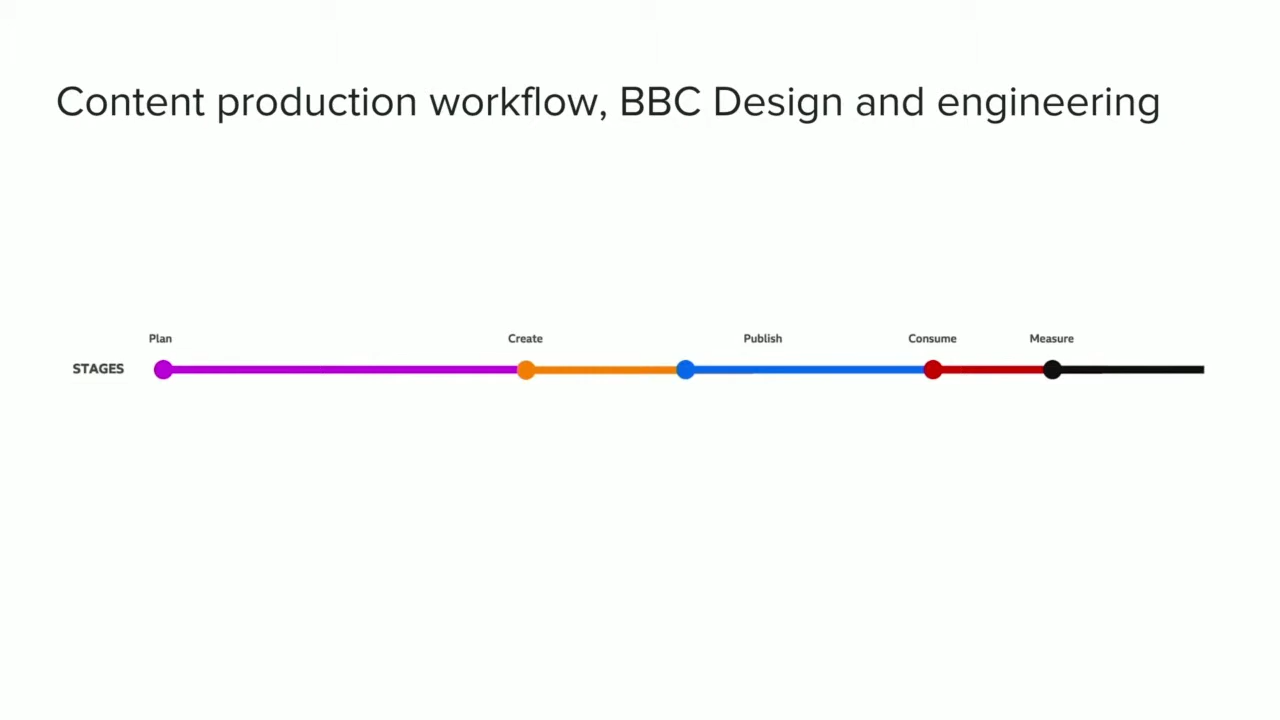 Content production workflow, BBC Design and engineering
Plan Create Publish Consume Measure
STAGES